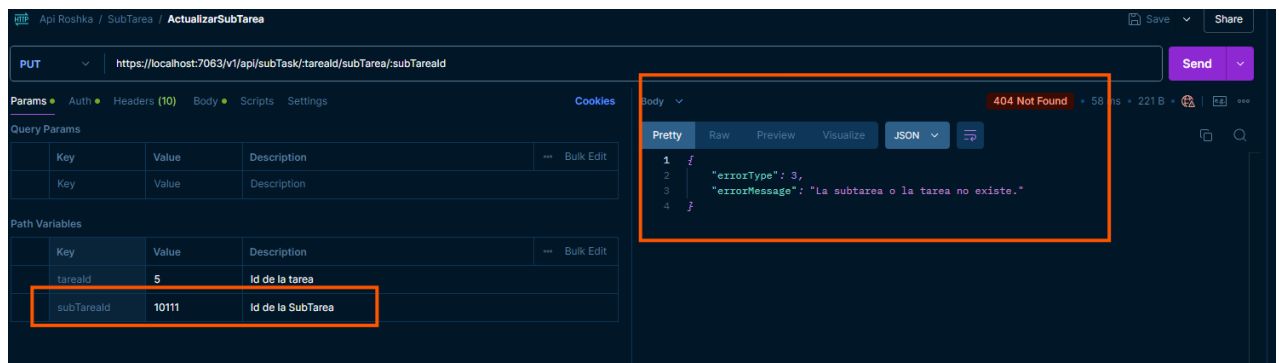 HTTP Api Roshka / SubTarea / ActualizarSubTarea Save Share
PUT https://localhost:7063/v1/api/subTask/:tareaId/subTarea/:subTareaId Send
Params Auth Headers (10) Body Scripts Settings Cookies
Query Params
Key Value Description Bulk Edit
Key Value Description
Path Variables
Key Value Description Bulk Edit
tareaId 5 Id de la tarea
subTareaId 10111 Id de la SubTarea
Body 404 Not Found 58 ms 221 B
Pretty Raw Preview Visualize JSON
1 {
2 "errorType": 3,
3 "errorMessage": "La subtarea o la tarea no existe."
4 }